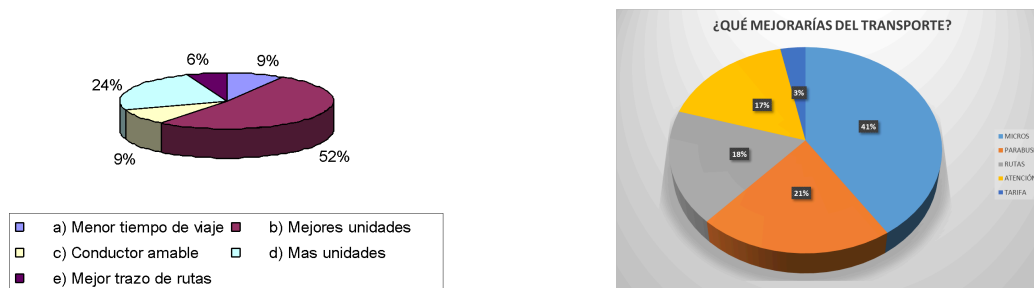 6%
9%
24%
9%
52%
a) Menor tiempo de viaje
b) Mejores unidades
c) Conductor amable
d) Mas unidades
e) Mejor trazo de rutas
¿QUÉ MEJORARÍAS DEL TRANSPORTE?
3%
17%
41%
18%
21%
MICROS
PARABUS
RUTAS
ATENCIÓN
TARIFA